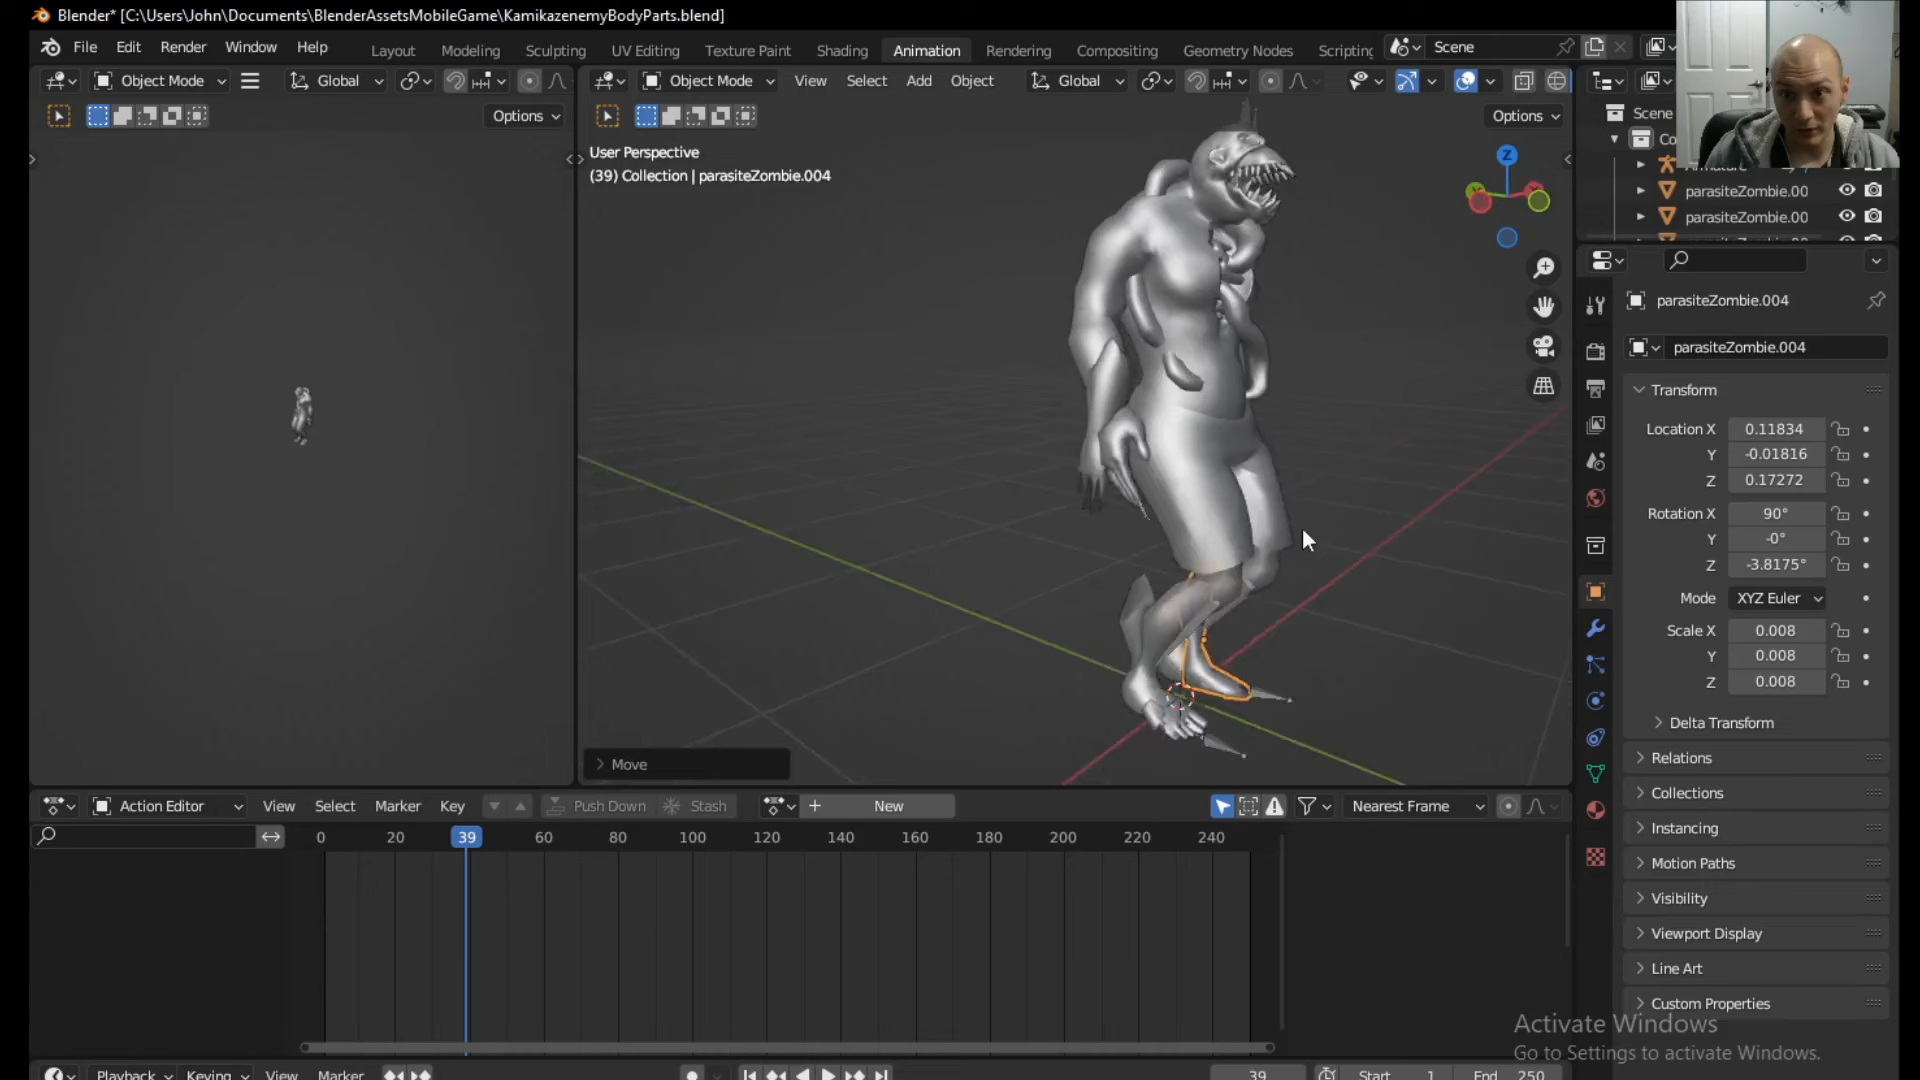 Blender* [C:\Users\John\Documents\BlenderAssetsMobileGame\KamikazenemyBodyParts.blend]
File Edit Render Window Help
Layout Modeling Sculpting UV Editing Texture Paint Shading Animation Rendering Compositing Geometry Nodes Scripting
Scene
Object Mode
Global
Object Mode View Select Add Object
Global
Options
Options
User Perspective
(39) Collection | parasiteZombie.004
Z
Scene
Co
Armature
parasiteZombie.00
parasiteZombie.00
parasiteZombie.004
parasiteZombie.004
Transform
Location X 0.11834
Y -0.01816
Z 0.17272
Rotation X 90°
Y -0°
Z -3.8175°
Mode XYZ Euler
Scale X 0.008
Y 0.008
Z 0.008
Delta Transform
Relations
Collections
Instancing
Motion Paths
Visibility
Viewport Display
Line Art
Custom Properties
Move
Action Editor View Select Marker Key Push Down Stash New Nearest Frame
0 20 39 60 80 100 120 140 160 180 200 220 240
Activate Windows
Go to Settings to activate Windows.
Playback Keying View Marker 39 Start 1 End 250